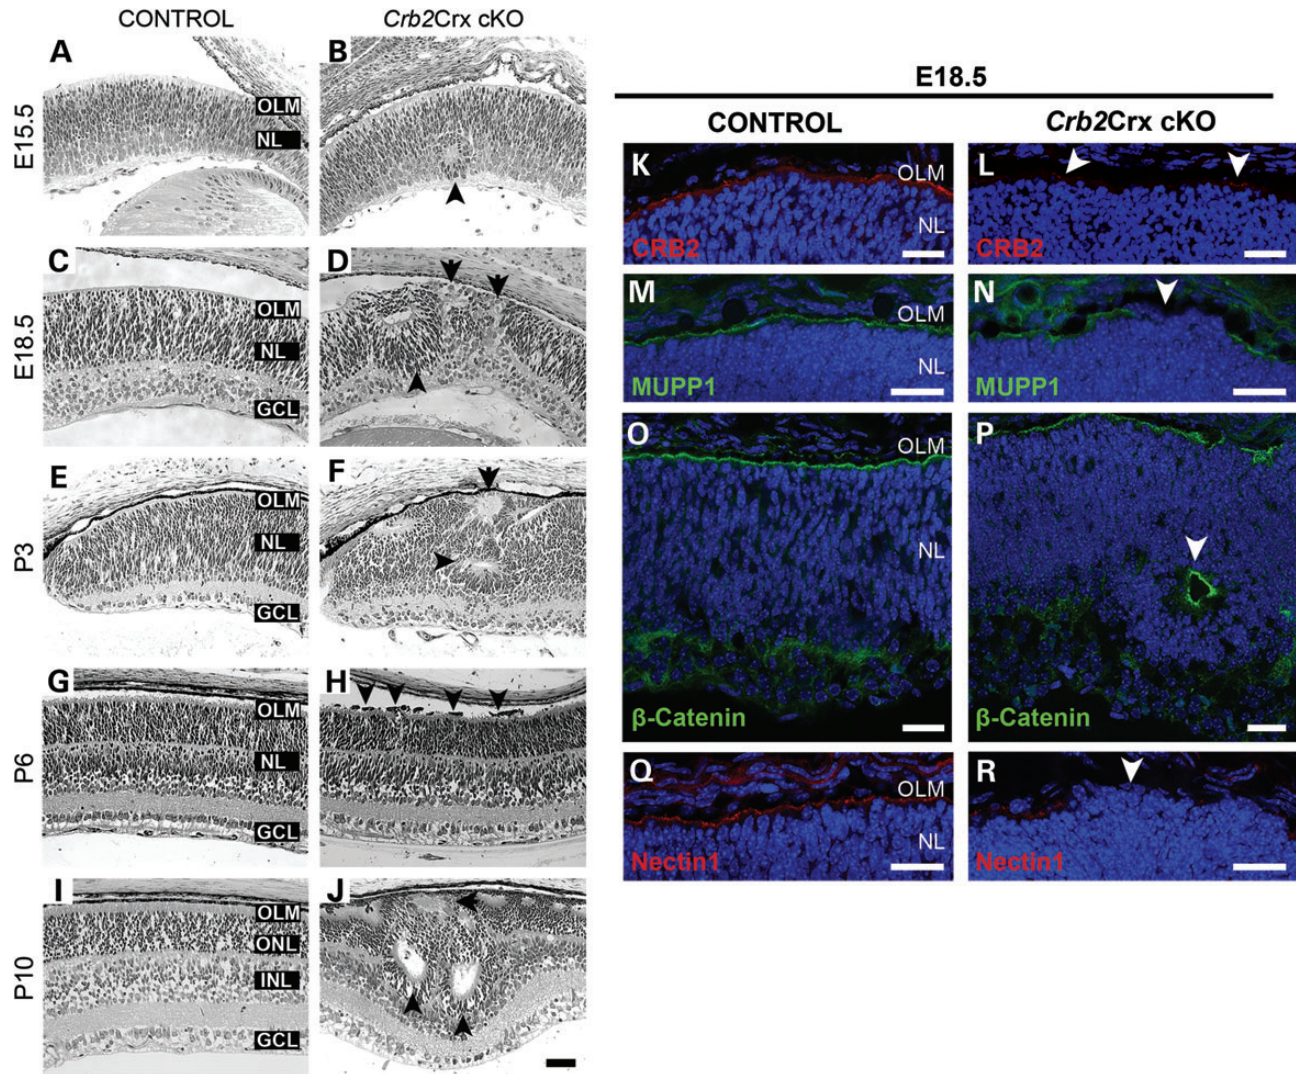 CONTROL
Crb2Crx cKO
E15.5
A
OLM
NL
B
E18.5
C
OLM
NL
GCL
D
P3
E
OLM
NL
GCL
F
P6
G
OLM
NL
GCL
H
P10
I
OLM
ONL
INL
GCL
J
E18.5
CONTROL
Crb2Crx cKO
K
OLM
NL
CRB2
L
CRB2
M
OLM
NL
MUPP1
N
MUPP1
O
OLM
NL
β-Catenin
P
β-Catenin
Q
OLM
NL
Nectin1
R
Nectin1